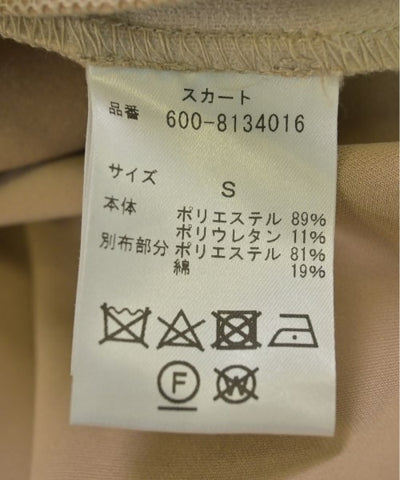 スカート
品番 600-8134016
サイズ S
本体 ポリエステル 89%
ポリウレタン 11%
別布部分 ポリエステル 81%
綿 19%
F W